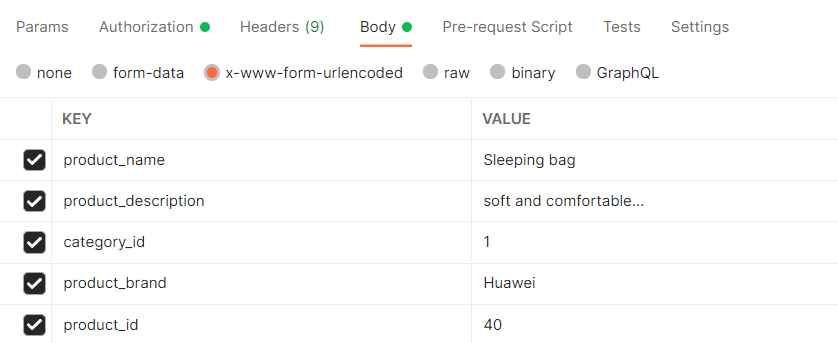 Params Authorization Headers (9) Body Pre-request Script Tests Settings
none form-data x-www-form-urlencoded raw binary GraphQL
KEY VALUE
product_name Sleeping bag
product_description soft and comfortable...
category_id 1
product_brand Huawei
product_id 40